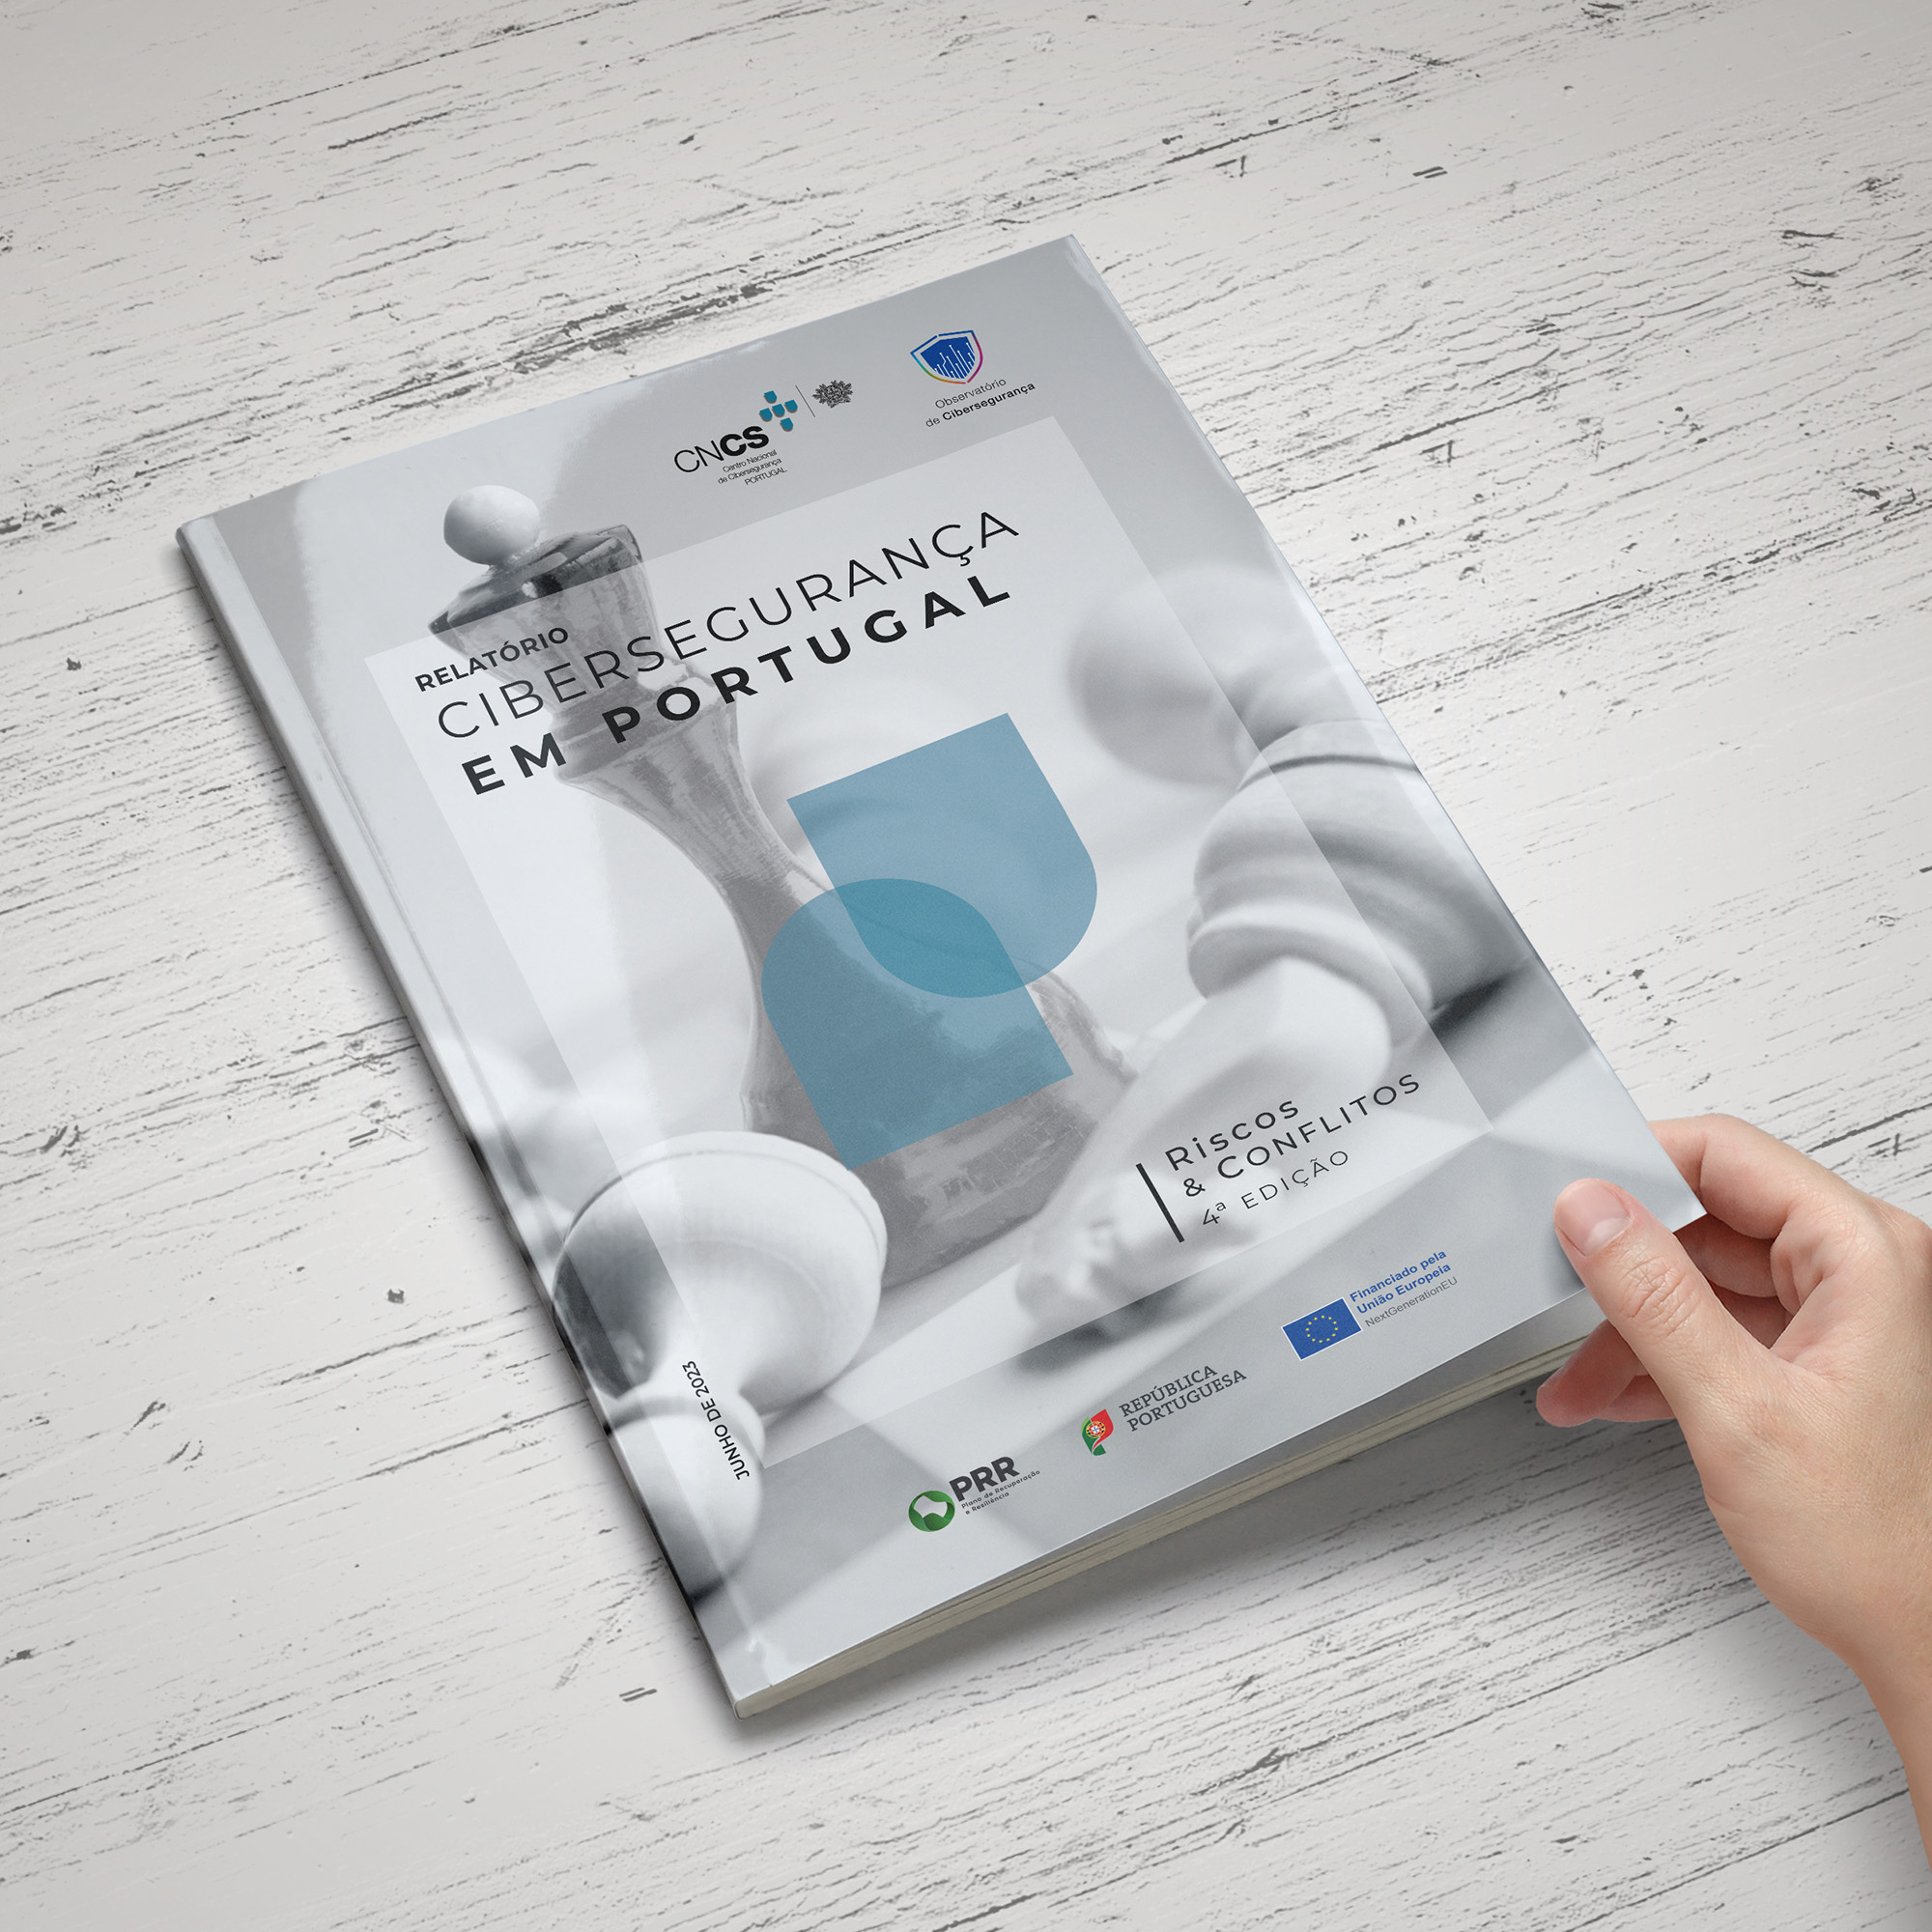 CNCS
Centro Nacional
de Cibersegurança
PORTUGAL
Observatório
de Cibersegurança
RELATÓRIO
CIBERSEGURANÇA
EM PORTUGAL
RiSCOS
& CONFLITOS
4ª EDIÇÃO
JUNHO DE 2023
PRR
Plano de Recuperação
e Resiliência
REPÚBLICA
PORTUGUESA
Financiado pela
União Europeia
NextGenerationEU